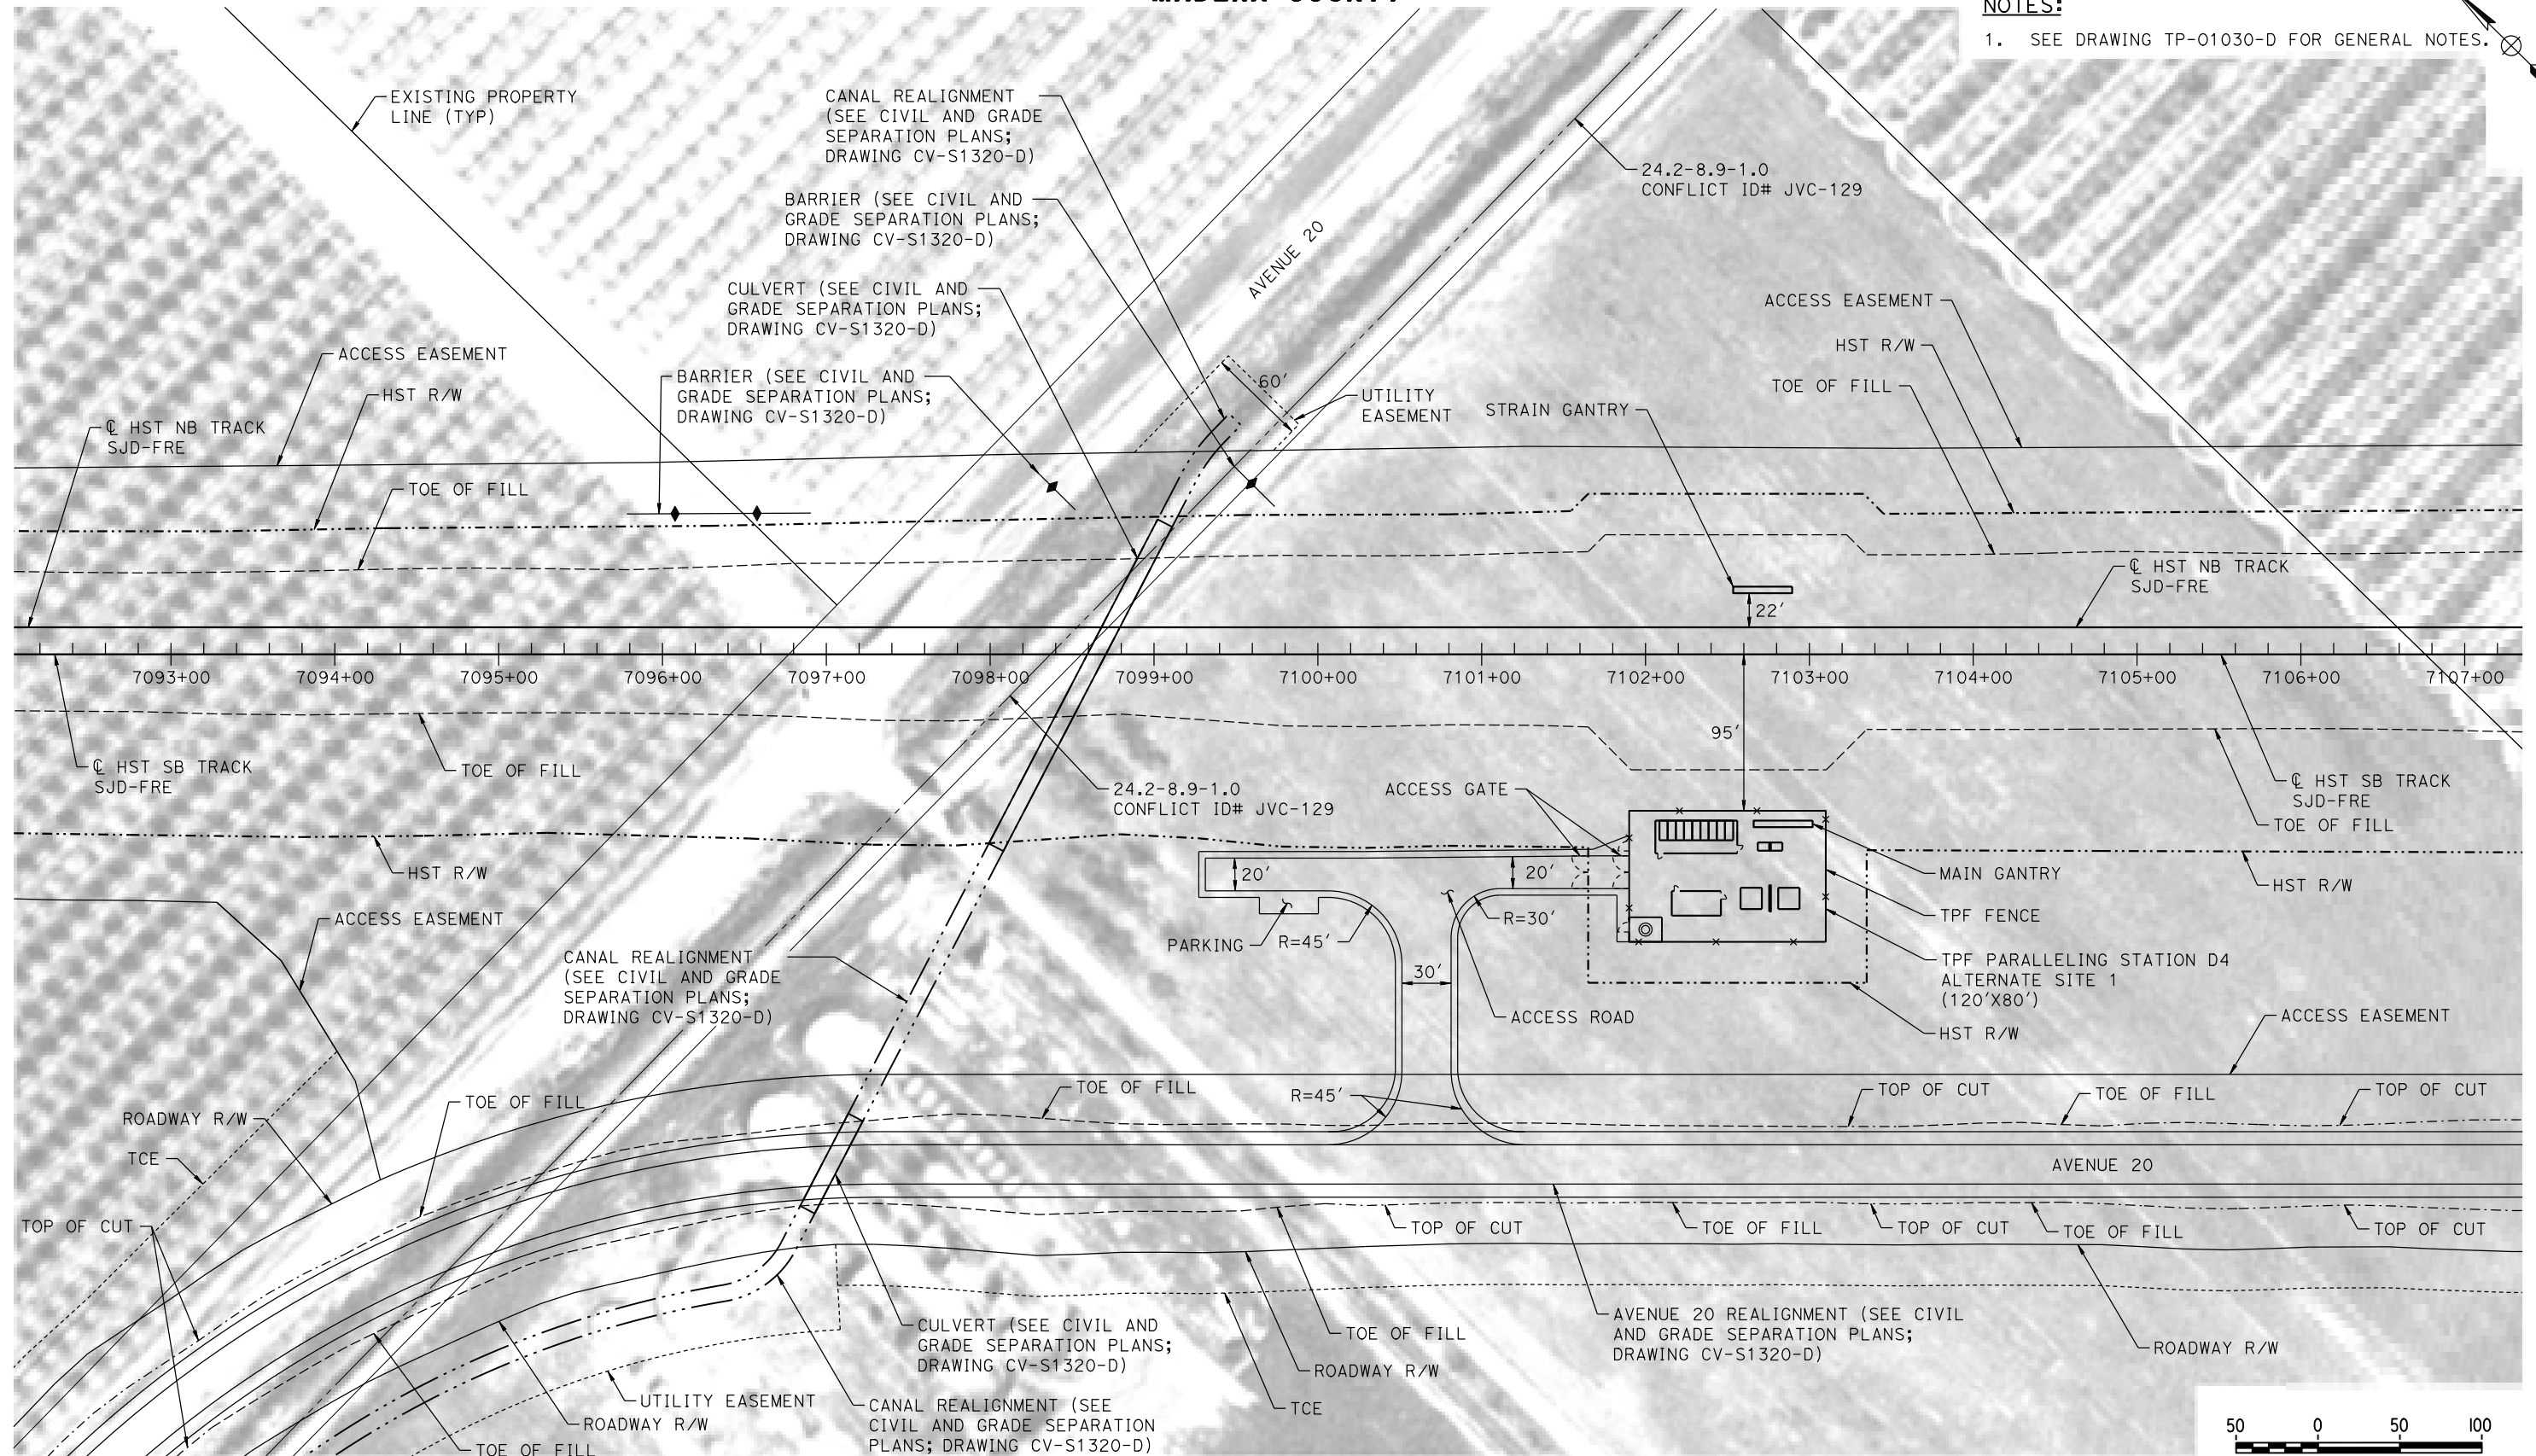 NOTES:
1. SEE DRAWING TP-01030-D FOR GENERAL NOTES.
EXISTING PROPERTY
LINE (TYP)
CANAL REALIGNMENT
(SEE CIVIL AND GRADE
SEPARATION PLANS;
DRAWING CV-S1320-D)
24.2-8.9-1.0
CONFLICT ID# JVC-129
BARRIER (SEE CIVIL AND
GRADE SEPARATION PLANS;
DRAWING CV-S1320-D)
AVENUE 20
CULVERT (SEE CIVIL AND
GRADE SEPARATION PLANS;
DRAWING CV-S1320-D)
ACCESS EASEMENT
HST R/W
TOE OF FILL
ACCESS EASEMENT
HST R/W
BARRIER (SEE CIVIL AND
GRADE SEPARATION PLANS;
DRAWING CV-S1320-D)
60'
UTILITY
EASEMENT
STRAIN GANTRY
℄ HST NB TRACK
SJD-FRE
TOE OF FILL
℄ HST NB TRACK
SJD-FRE
22'
7093+00 7094+00 7095+00 7096+00 7097+00 7098+00 7099+00 7100+00 7101+00 7102+00 7103+00 7104+00 7105+00 7106+00 7107+00
95'
℄ HST SB TRACK
SJD-FRE
TOE OF FILL
24.2-8.9-1.0
CONFLICT ID# JVC-129
ACCESS GATE
℄ HST SB TRACK
SJD-FRE
TOE OF FILL
HST R/W
20'
20'
MAIN GANTRY
HST R/W
ACCESS EASEMENT
R=30'
TPF FENCE
PARKING
R=45'
CANAL REALIGNMENT
(SEE CIVIL AND GRADE
SEPARATION PLANS;
DRAWING CV-S1320-D)
30'
TPF PARALLELING STATION D4
ALTERNATE SITE 1
(120'X80')
ACCESS ROAD
HST R/W
ACCESS EASEMENT
TOE OF FILL
TOE OF FILL
R=45'
TOP OF CUT
TOE OF FILL
TOP OF CUT
ROADWAY R/W
TCE
AVENUE 20
TOP OF CUT
TOP OF CUT
TOE OF FILL
TOP OF CUT
TOE OF FILL
TOP OF CUT
CULVERT (SEE CIVIL AND
GRADE SEPARATION PLANS;
DRAWING CV-S1320-D)
TOE OF FILL
ROADWAY R/W
AVENUE 20 REALIGNMENT (SEE CIVIL
AND GRADE SEPARATION PLANS;
DRAWING CV-S1320-D)
ROADWAY R/W
UTILITY EASEMENT
ROADWAY R/W
TOE OF FILL
CANAL REALIGNMENT (SEE
CIVIL AND GRADE SEPARATION
PLANS; DRAWING CV-S1320-D)
TCE
50 0 50 100